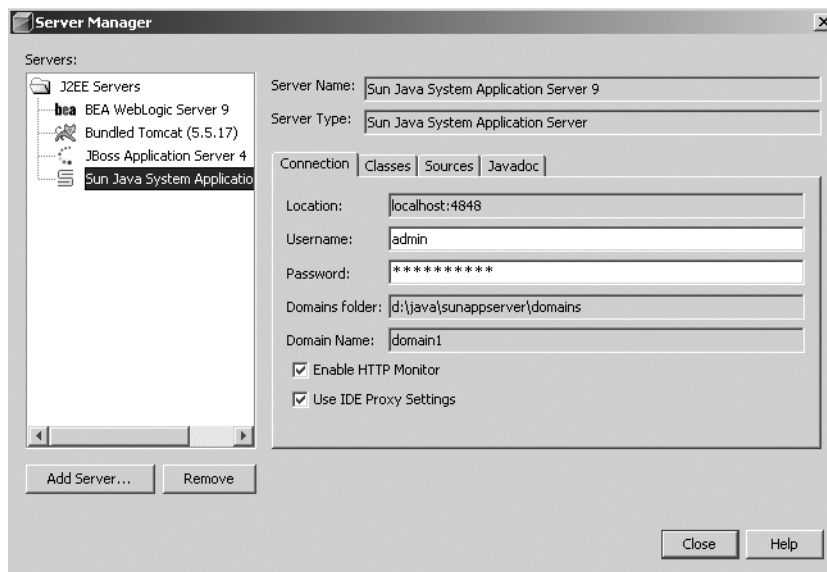 Server Manager
Servers:
J2EE Servers
bea BEA WebLogic Server 9
Bundled Tomcat (5.5.17)
JBoss Application Server 4
Sun Java System Applicatio
Server Name: Sun Java System Application Server 9
Server Type: Sun Java System Application Server
Connection Classes Sources Javadoc
Location: localhost:4848
Username: admin
Password: **********
Domains folder: d:\java\sunappserver\domains
Domain Name: domain1
Enable HTTP Monitor
Use IDE Proxy Settings
Add Server... Remove
Close Help